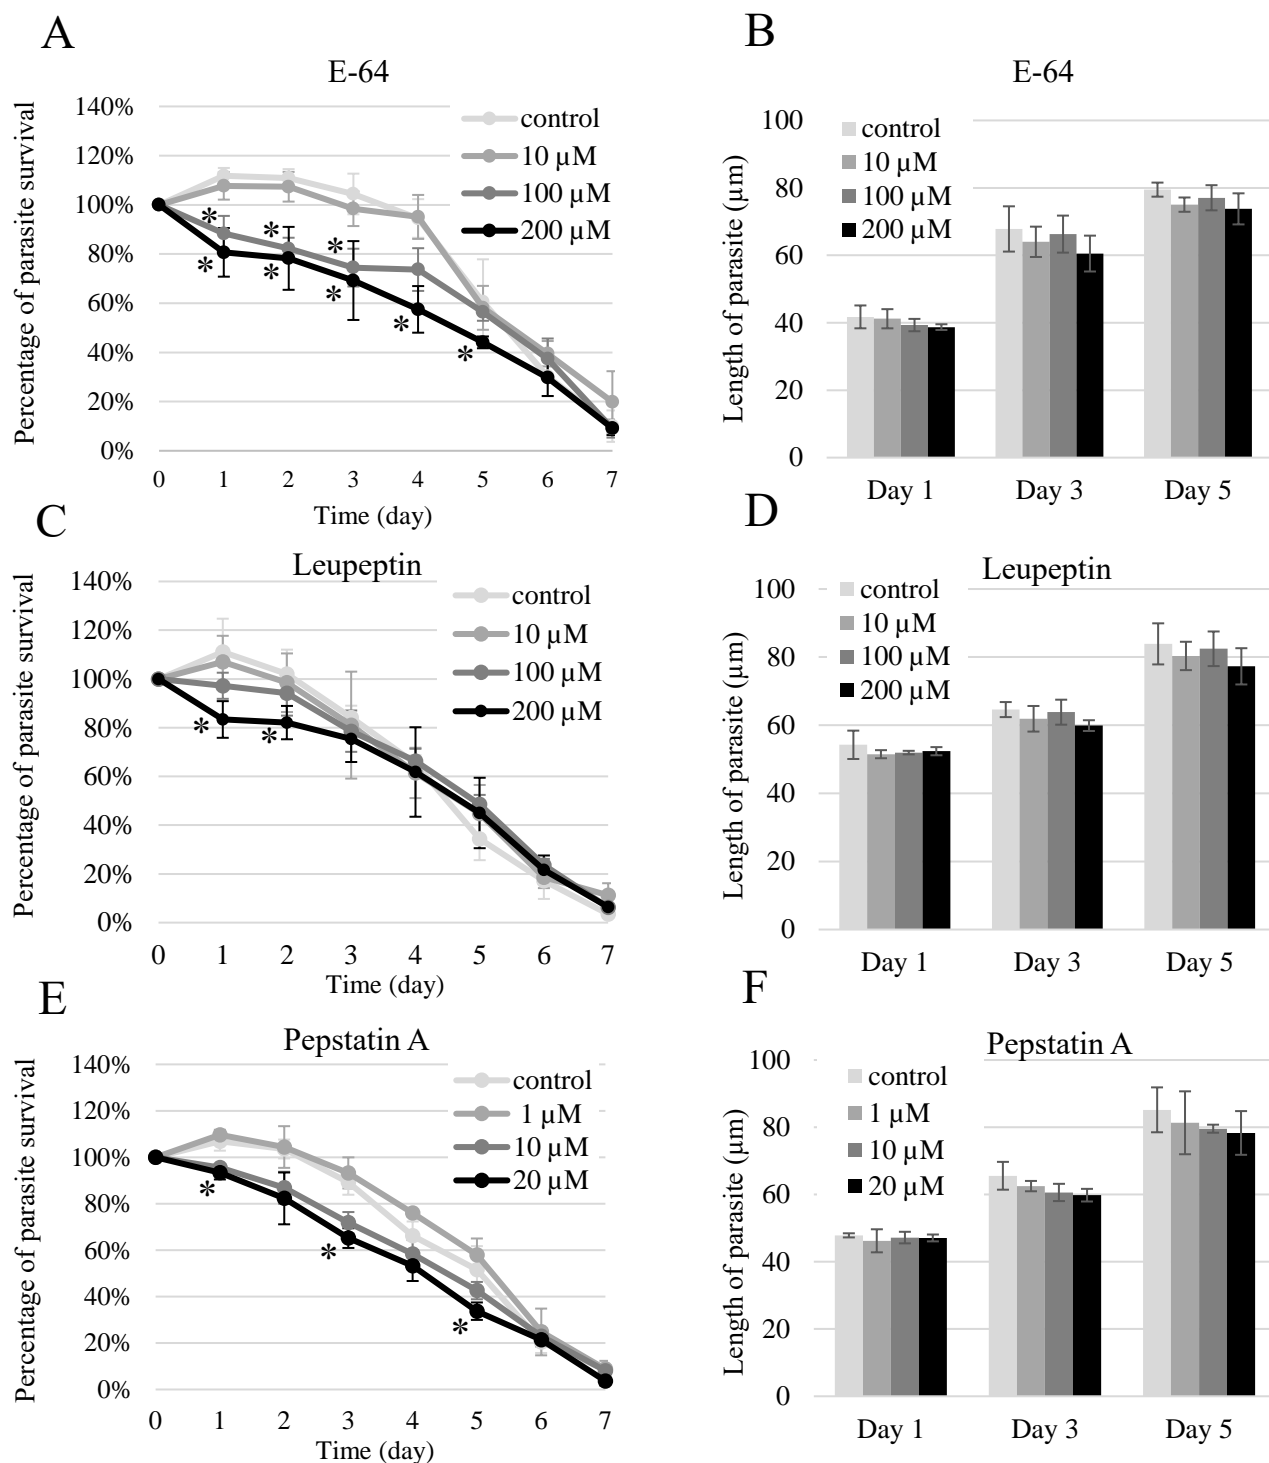 A
E-64
Percentage of parasite survival
140%
120%
100%
80%
60%
40%
20%
0%
control
10 µM
100 µM
200 µM
*
*
*
*
*
*
*
*
0 1 2 3 4 5 6 7
Time (day)
B
E-64
Length of parasite (µm)
100
80
60
40
20
0
control
10 µM
100 µM
200 µM
Day 1 Day 3 Day 5
C
Leupeptin
Percentage of parasite survival
140%
120%
100%
80%
60%
40%
20%
0%
control
10 µM
100 µM
200 µM
*
*
0 1 2 3 4 5 6 7
Time (day)
D
Leupeptin
Length of parasite (µm)
100
80
60
40
20
0
control
10 µM
100 µM
200 µM
Day 1 Day 3 Day 5
E
Pepstatin A
Percentage of parasite survival
140%
120%
100%
80%
60%
40%
20%
0%
control
1 µM
10 µM
20 µM
*
*
*
0 1 2 3 4 5 6 7
Time (day)
F
Pepstatin A
Length of parasite (µm)
100
80
60
40
20
0
control
1 µM
10 µM
20 µM
Day 1 Day 3 Day 5